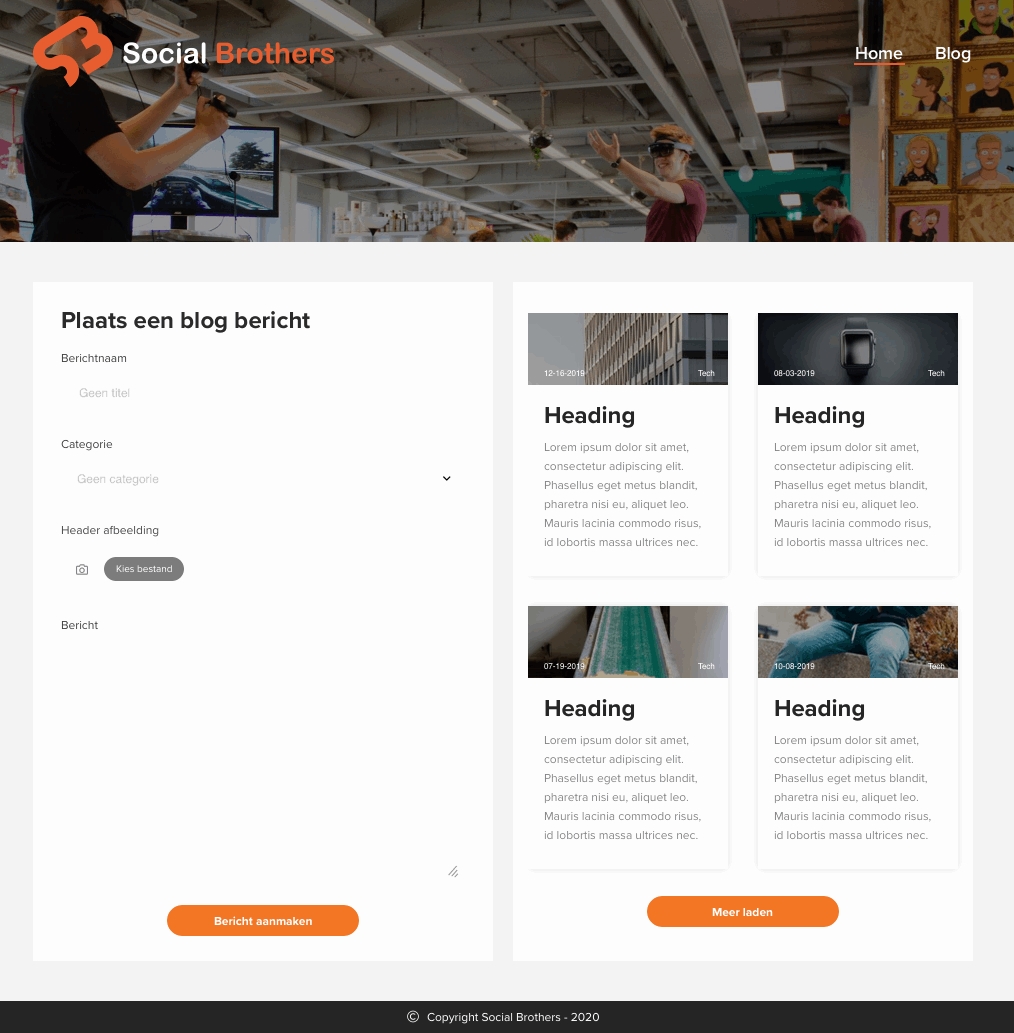 Social Brothers
Home Blog
Plaats een blog bericht
Berichtnaam
Geen titel
Categorie
Geen categorie
Header afbeelding
Kies bestand
Bericht
Bericht aanmaken
12-16-2019 Tech
Heading
Lorem ipsum dolor sit amet,
consectetur adipiscing elit.
Phasellus eget metus blandit,
pharetra nisi eu, aliquet leo.
Mauris lacinia commodo risus,
id lobortis massa ultrices nec.
08-03-2019 Tech
Heading
Lorem ipsum dolor sit amet,
consectetur adipiscing elit.
Phasellus eget metus blandit,
pharetra nisi eu, aliquet leo.
Mauris lacinia commodo risus,
id lobortis massa ultrices nec.
07-19-2019 Tech
Heading
Lorem ipsum dolor sit amet,
consectetur adipiscing elit.
Phasellus eget metus blandit,
pharetra nisi eu, aliquet leo.
Mauris lacinia commodo risus,
id lobortis massa ultrices nec.
10-08-2019 Tech
Heading
Lorem ipsum dolor sit amet,
consectetur adipiscing elit.
Phasellus eget metus blandit,
pharetra nisi eu, aliquet leo.
Mauris lacinia commodo risus,
id lobortis massa ultrices nec.
Meer laden
© Copyright Social Brothers - 2020